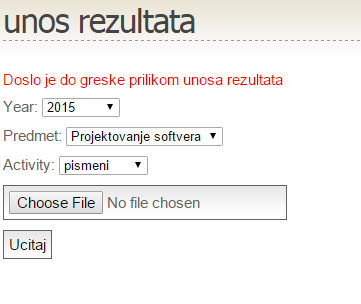 unos rezultata
Doslo je do greske prilikom unosa rezultata
Year: 2015
Predmet: Projektovanje softvera
Activity: pismeni
Choose File No file chosen
Ucitaj